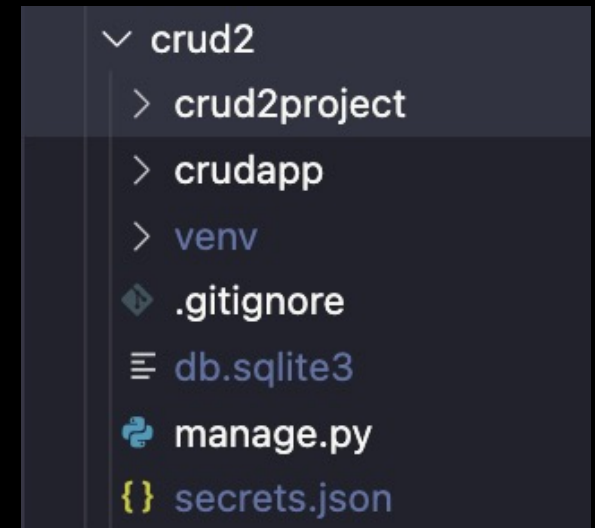 crud2
crud2project
crudapp
venv
.gitignore
db.sqlite3
manage.py
{} secrets.json